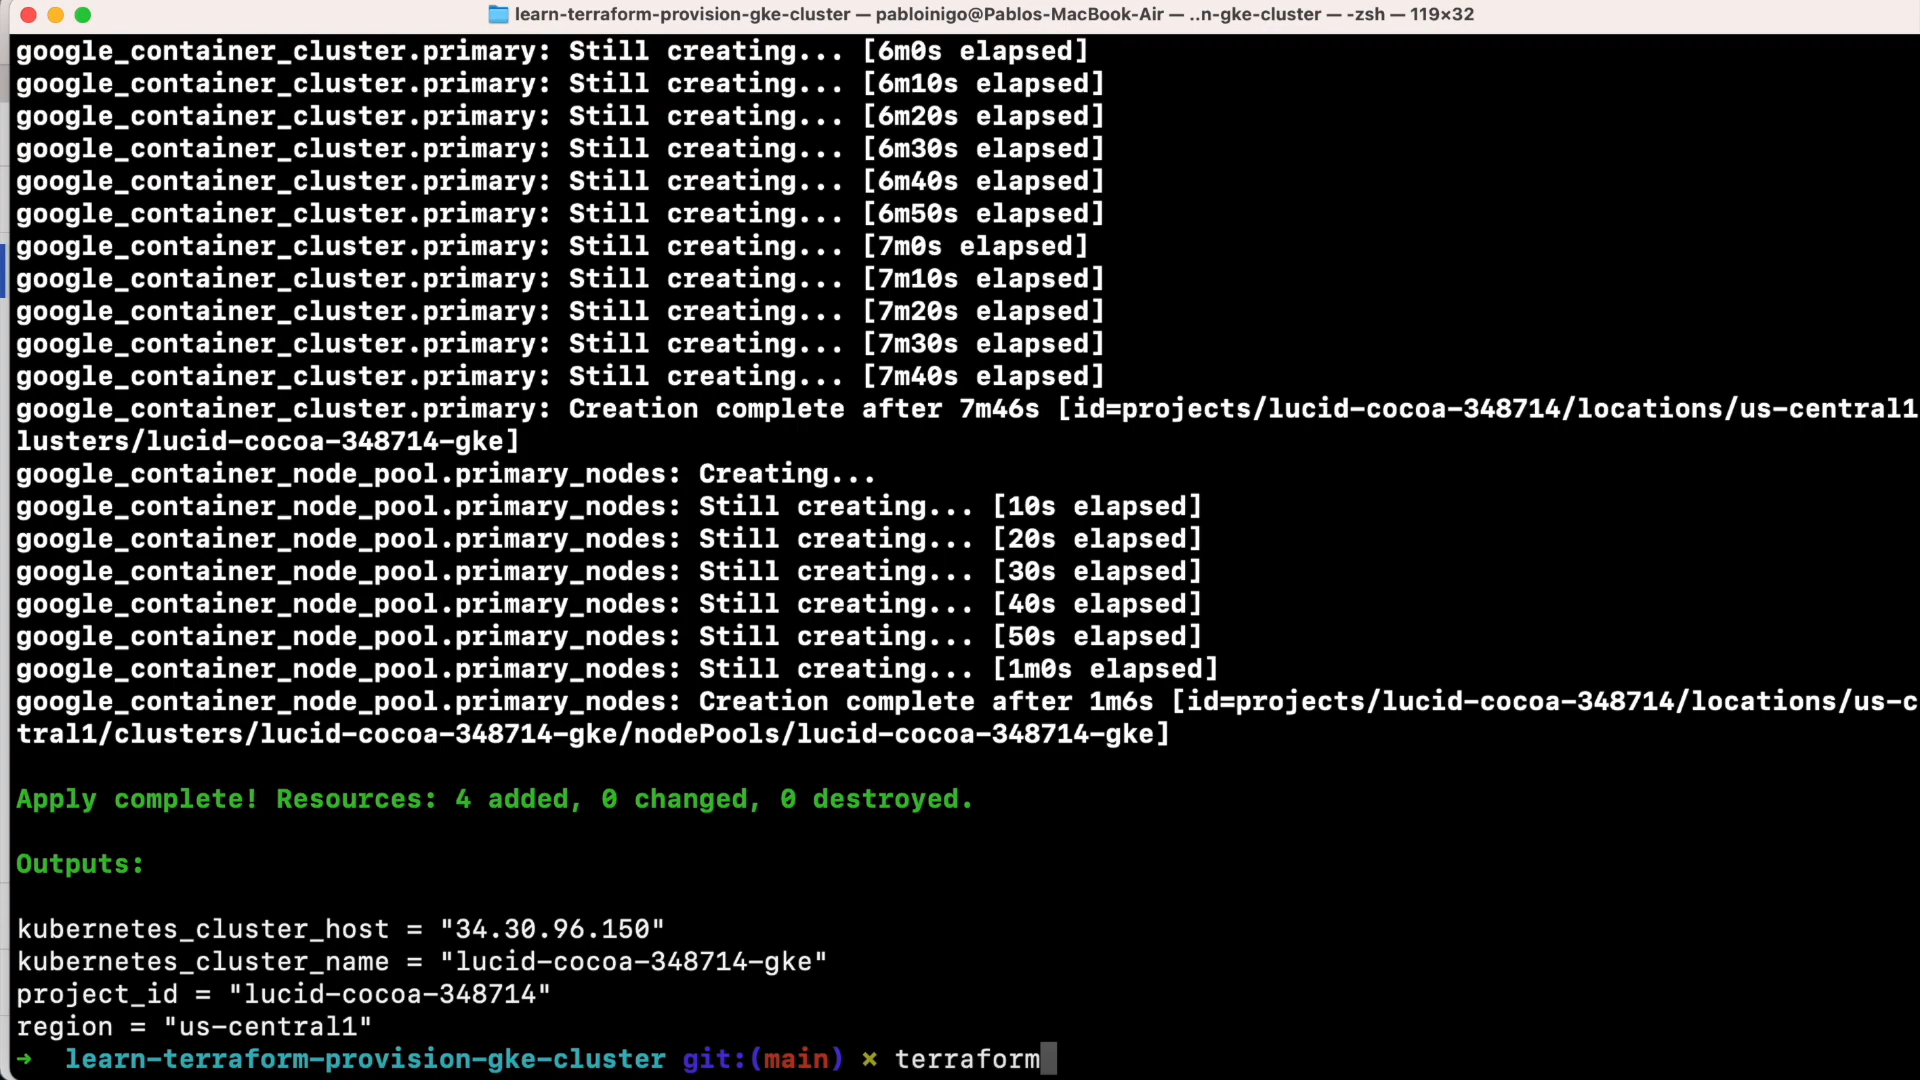 learn-terraform-provision-gke-cluster — pabloinigo@Pablos-MacBook-Air — ..n-gke-cluster — -zsh — 119×32
google_container_cluster.primary: Still creating... [6m0s elapsed]
google_container_cluster.primary: Still creating... [6m10s elapsed]
google_container_cluster.primary: Still creating... [6m20s elapsed]
google_container_cluster.primary: Still creating... [6m30s elapsed]
google_container_cluster.primary: Still creating... [6m40s elapsed]
google_container_cluster.primary: Still creating... [6m50s elapsed]
google_container_cluster.primary: Still creating... [7m0s elapsed]
google_container_cluster.primary: Still creating... [7m10s elapsed]
google_container_cluster.primary: Still creating... [7m20s elapsed]
google_container_cluster.primary: Still creating... [7m30s elapsed]
google_container_cluster.primary: Still creating... [7m40s elapsed]
google_container_cluster.primary: Creation complete after 7m46s [id=projects/lucid-cocoa-348714/locations/us-central1
lusters/lucid-cocoa-348714-gke]
google_container_node_pool.primary_nodes: Creating...
google_container_node_pool.primary_nodes: Still creating... [10s elapsed]
google_container_node_pool.primary_nodes: Still creating... [20s elapsed]
google_container_node_pool.primary_nodes: Still creating... [30s elapsed]
google_container_node_pool.primary_nodes: Still creating... [40s elapsed]
google_container_node_pool.primary_nodes: Still creating... [50s elapsed]
google_container_node_pool.primary_nodes: Still creating... [1m0s elapsed]
google_container_node_pool.primary_nodes: Creation complete after 1m6s [id=projects/lucid-cocoa-348714/locations/us-c
tral1/clusters/lucid-cocoa-348714-gke/nodePools/lucid-cocoa-348714-gke]
Apply complete! Resources: 4 added, 0 changed, 0 destroyed.
Outputs:
kubernetes_cluster_host = "34.30.96.150"
kubernetes_cluster_name = "lucid-cocoa-348714-gke"
project_id = "lucid-cocoa-348714"
region = "us-central1"
➜ learn-terraform-provision-gke-cluster git:(main) ✗ terraform